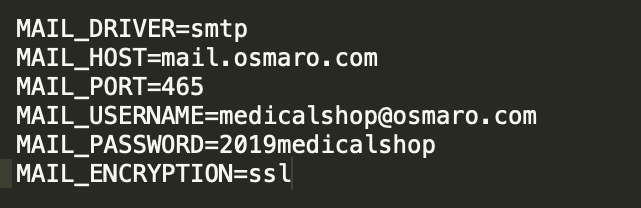 MAIL_DRIVER=smtp
MAIL_HOST=mail.osmaro.com
MAIL_PORT=465
MAIL_USERNAME=medicalshop@osmaro.com
MAIL_PASSWORD=2019medicalshop
MAIL_ENCRYPTION=ssl